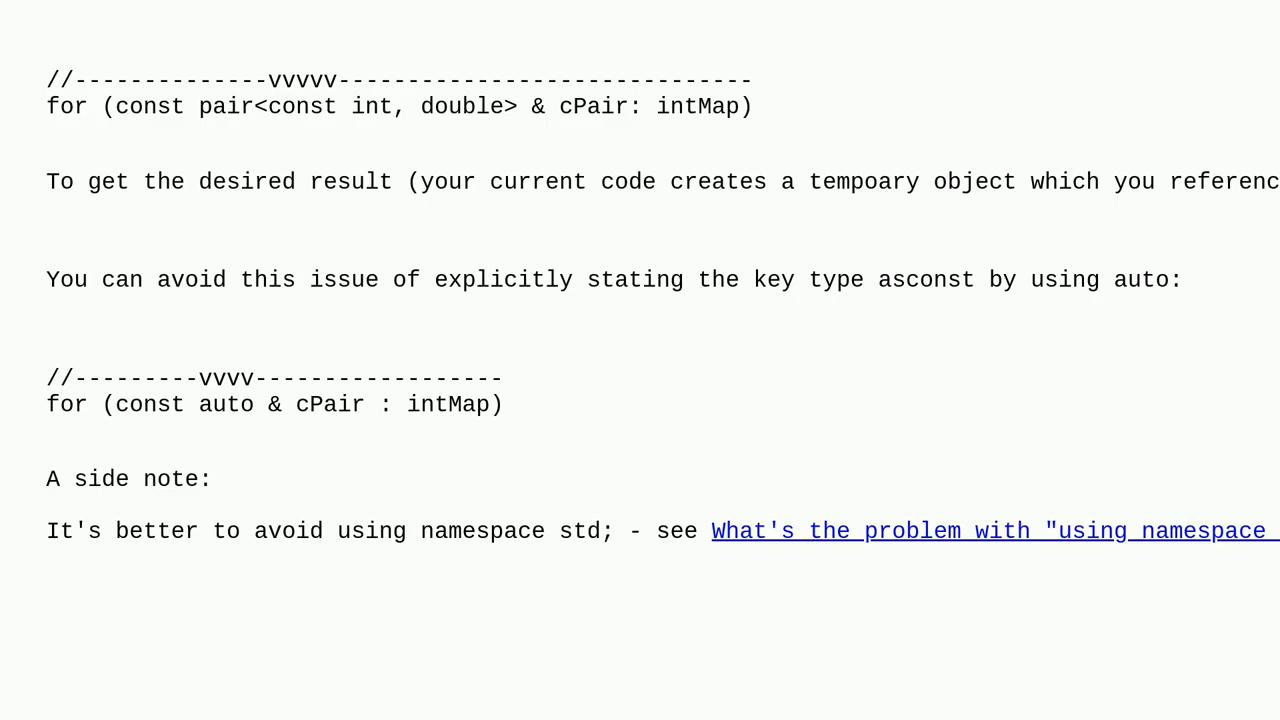 //--------------vvvvv------------------------------
for (const pair<const int, double> & cPair: intMap)
To get the desired result (your current code creates a tempoary object which you referenc
You can avoid this issue of explicitly stating the key type asconst by using auto:
//---------vvvv------------------
for (const auto & cPair : intMap)
A side note:
It's better to avoid using namespace std; - see What's the problem with "using namespace